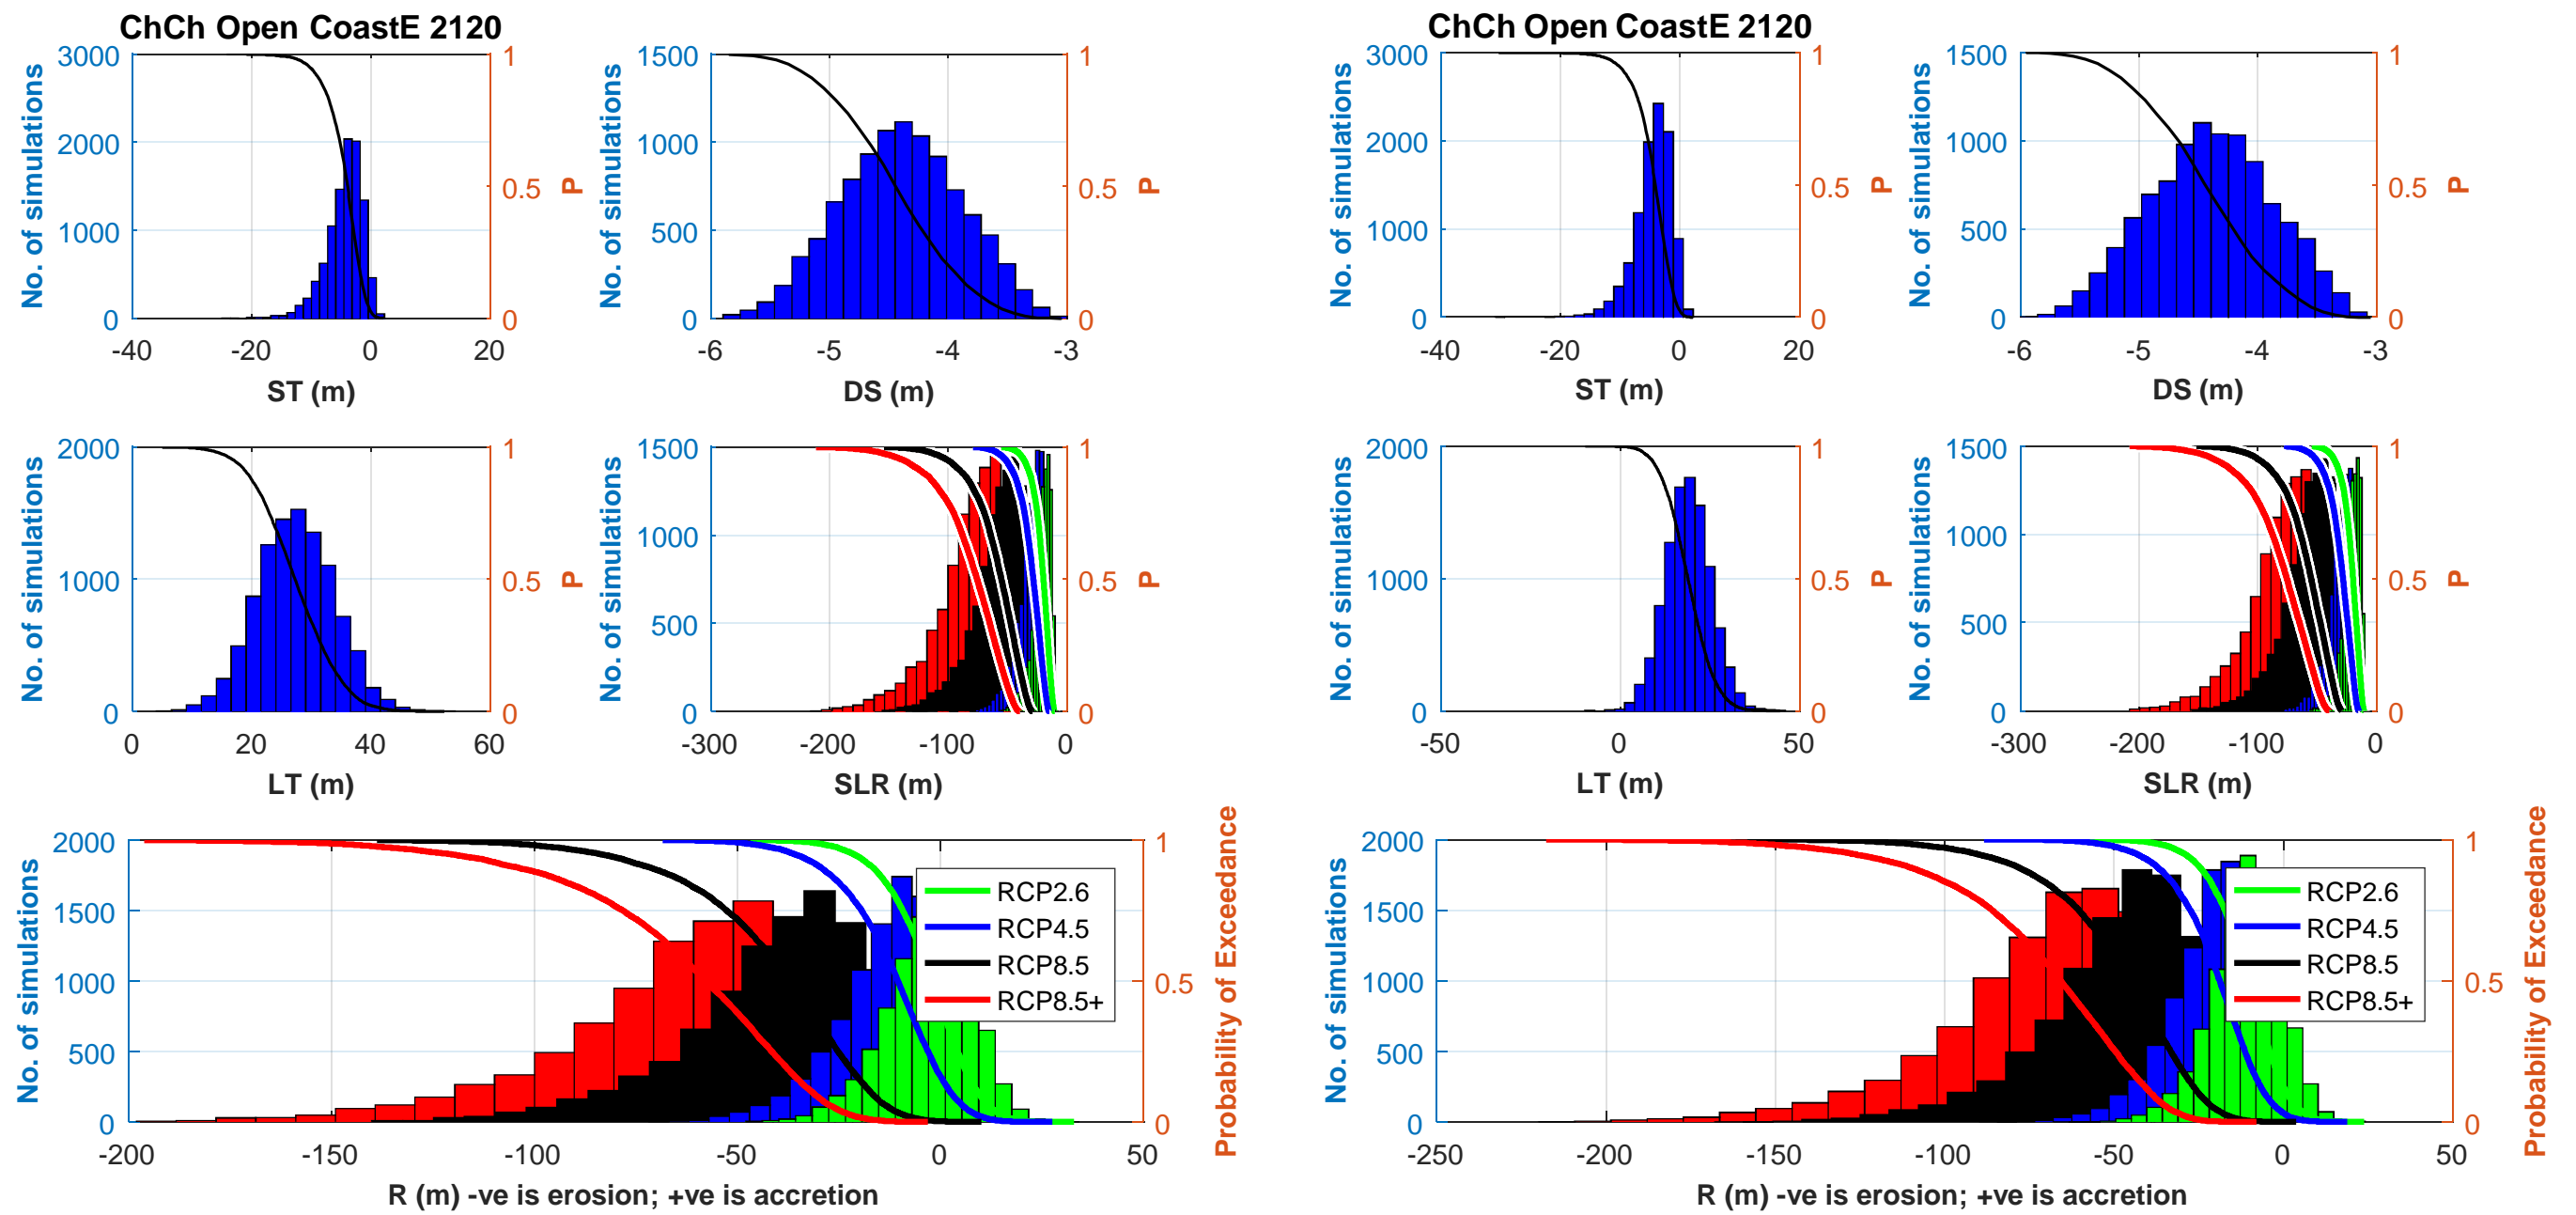 ChCh Open CoastE 2120
No. of simulations
3000
2000
1000
0
-40
-20
0
20
1
0.5
0
P
ST (m)
No. of simulations
1500
1000
500
0
-6
-5
-4
-3
1
0.5
0
P
DS (m)
No. of simulations
2000
1000
0
0
20
40
60
1
0.5
0
P
LT (m)
No. of simulations
1500
1000
500
0
-300
-200
-100
0
1
0.5
0
P
SLR (m)
No. of simulations
2000
1500
1000
500
0
-200
-150
-100
-50
0
50
1
0.5
0
Probability of Exceedance
RCP2.6
RCP4.5
RCP8.5
RCP8.5+
R (m) -ve is erosion; +ve is accretion
ChCh Open CoastE 2120
No. of simulations
3000
2000
1000
0
-40
-20
0
20
1
0.5
0
P
ST (m)
No. of simulations
1500
1000
500
0
-6
-5
-4
-3
1
0.5
0
P
DS (m)
No. of simulations
2000
1000
0
-50
0
50
1
0.5
0
P
LT (m)
No. of simulations
1500
1000
500
0
-300
-200
-100
0
1
0.5
0
P
SLR (m)
No. of simulations
2000
1500
1000
500
0
-250
-200
-150
-100
-50
0
50
1
0.5
0
Probability of Exceedance
RCP2.6
RCP4.5
RCP8.5
RCP8.5+
R (m) -ve is erosion; +ve is accretion